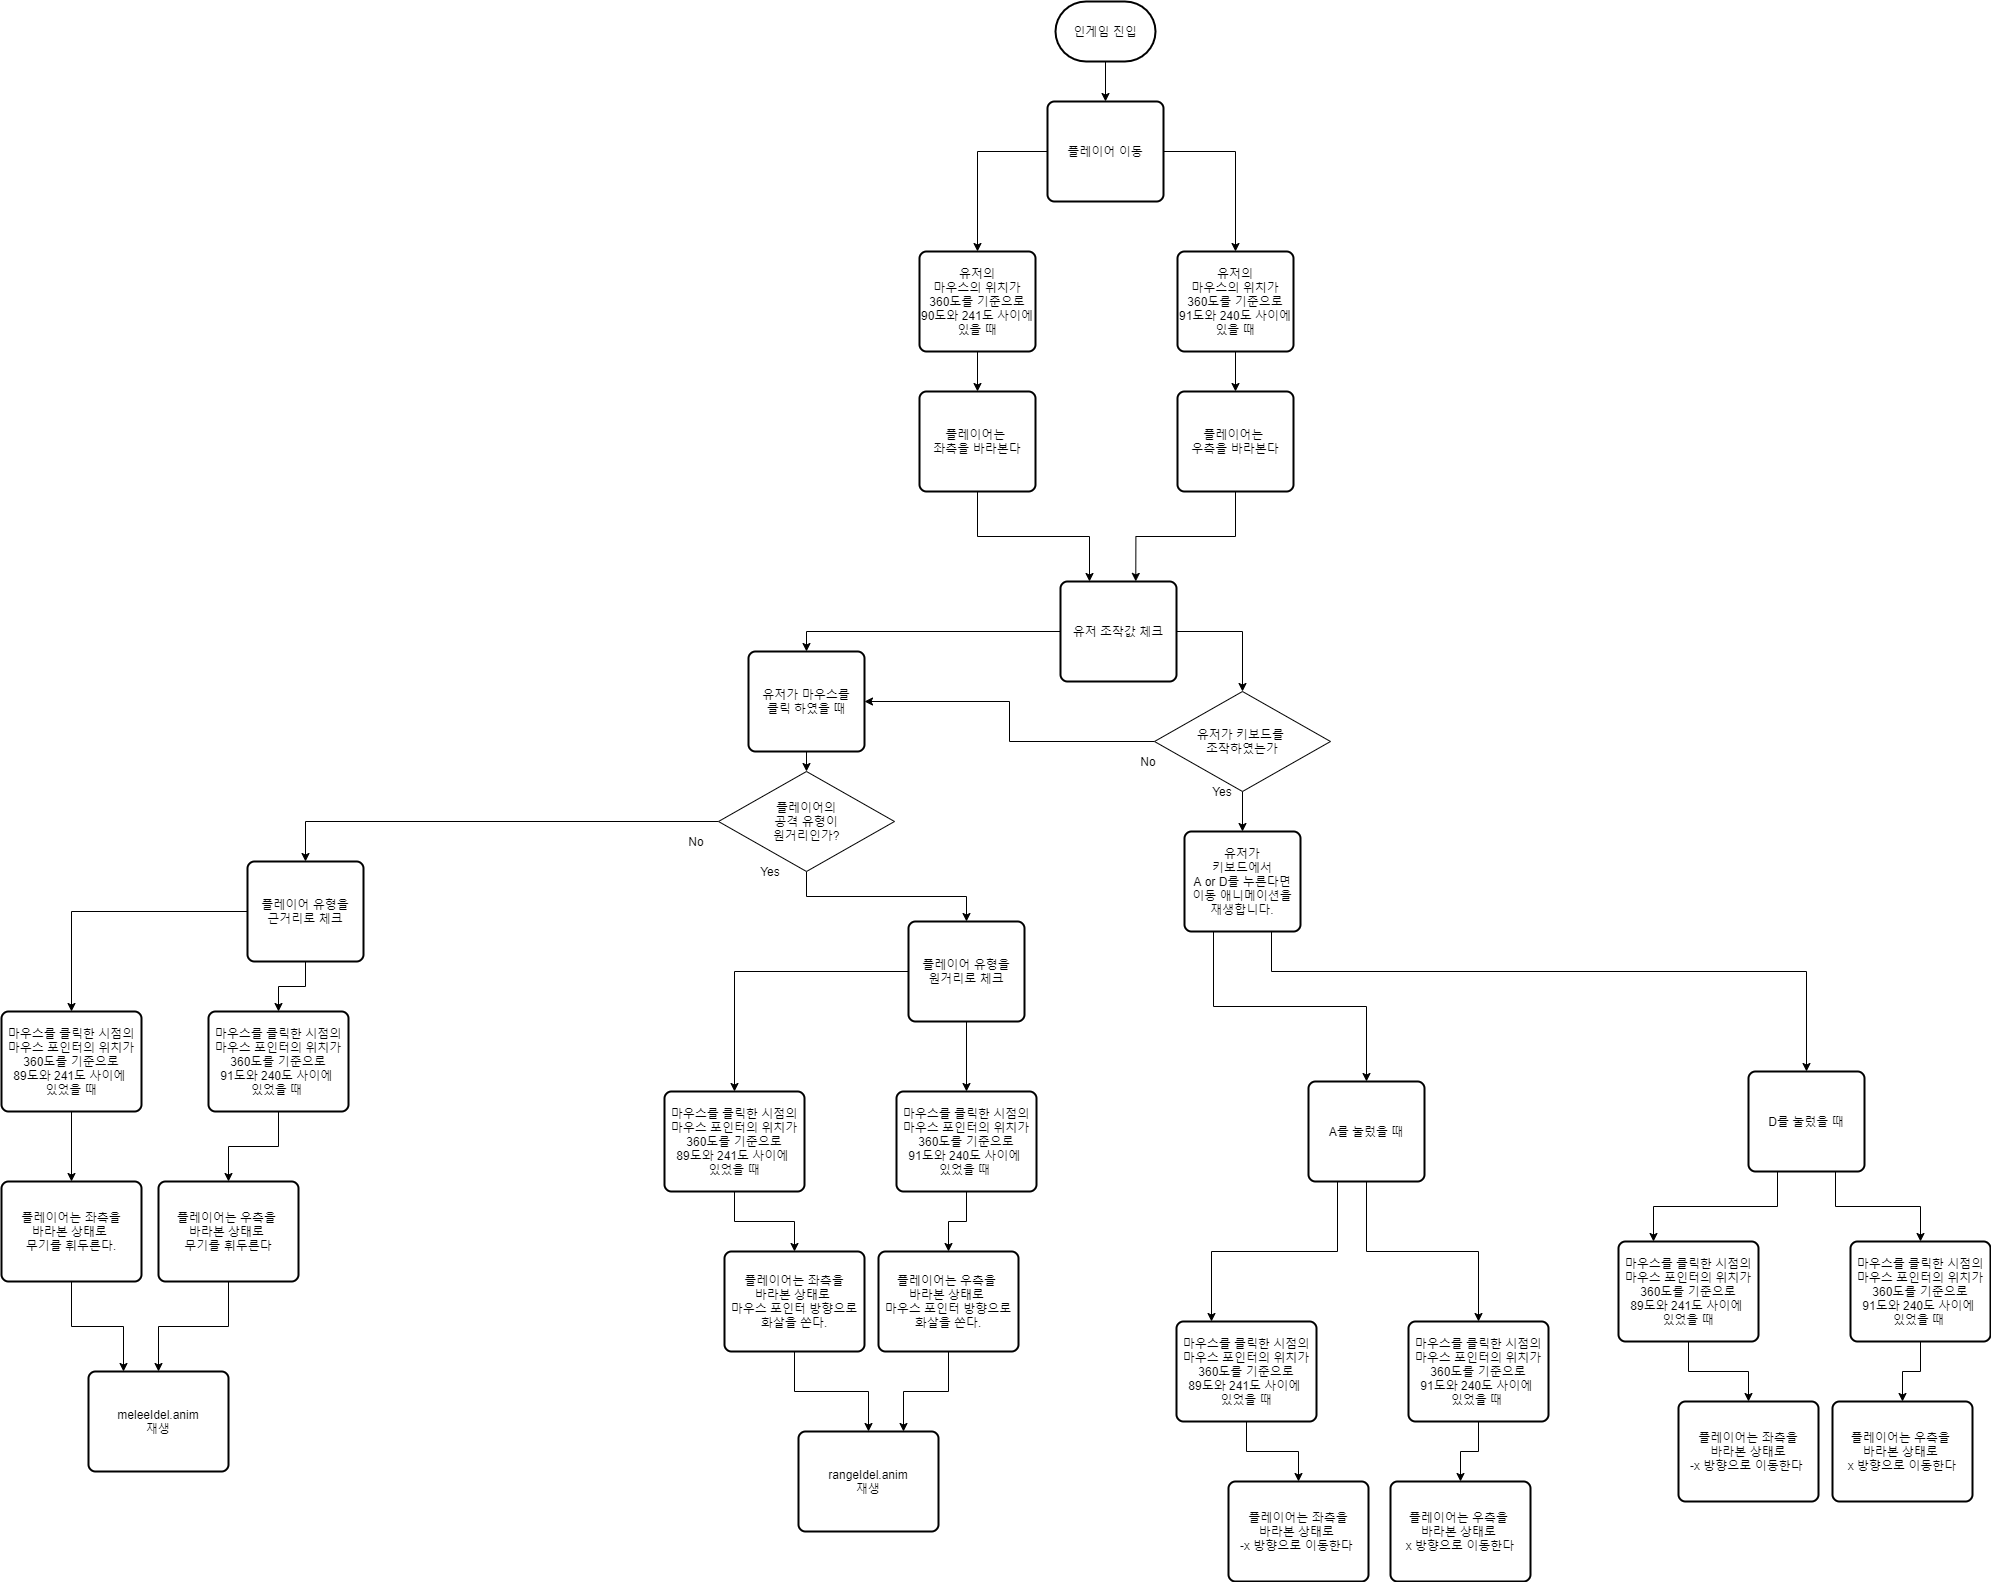 인게임 진입
플레이어 이동
유저의
마우스의 위치가
360도를 기준으로
90도와 241도 사이에
있을 때
유저의
마우스의 위치가
360도를 기준으로
91도와 240도 사이에
있을 때
플레이어는
좌측을 바라본다
플레이어는
우측을 바라본다
유저 조작값 체크
유저가 마우스를
클릭 하였을 때
유저가 키보드를
조작하였는가
No
Yes
플레이어의
공격 유형이
원거리인가?
No
Yes
유저가
키보드에서
A or D를 누른다면
이동 애니메이션을
재생합니다.
플레이어 유형을
근거리로 체크
플레이어 유형을
원거리로 체크
마우스를 클릭한 시점의
마우스 포인터의 위치가
360도를 기준으로
89도와 241도 사이에
있었을 때
마우스를 클릭한 시점의
마우스 포인터의 위치가
360도를 기준으로
91도와 240도 사이에
있었을 때
마우스를 클릭한 시점의
마우스 포인터의 위치가
360도를 기준으로
89도와 241도 사이에
있었을 때
마우스를 클릭한 시점의
마우스 포인터의 위치가
360도를 기준으로
91도와 240도 사이에
있었을 때
A를 눌렀을 때
D를 눌렀을 때
플레이어는 좌측을
바라본 상태로
무기를 휘두른다.
플레이어는 우측을
바라본 상태로
무기를 휘두른다
플레이어는 좌측을
바라본 상태로
마우스 포인터 방향으로
화살을 쏜다.
플레이어는 우측을
바라본 상태로
마우스 포인터 방향으로
화살을 쏜다.
마우스를 클릭한 시점의
마우스 포인터의 위치가
360도를 기준으로
89도와 241도 사이에
있었을 때
마우스를 클릭한 시점의
마우스 포인터의 위치가
360도를 기준으로
91도와 240도 사이에
있었을 때
마우스를 클릭한 시점의
마우스 포인터의 위치가
360도를 기준으로
89도와 241도 사이에
있었을 때
마우스를 클릭한 시점의
마우스 포인터의 위치가
360도를 기준으로
91도와 240도 사이에
있었을 때
meleeIdel.anim
재생
rangeIdel.anim
재생
플레이어는 좌측을
바라본 상태로
-x 방향으로 이동한다
플레이어는 우측을
바라본 상태로
x 방향으로 이동한다
플레이어는 좌측을
바라본 상태로
-x 방향으로 이동한다
플레이어는 우측을
바라본 상태로
x 방향으로 이동한다